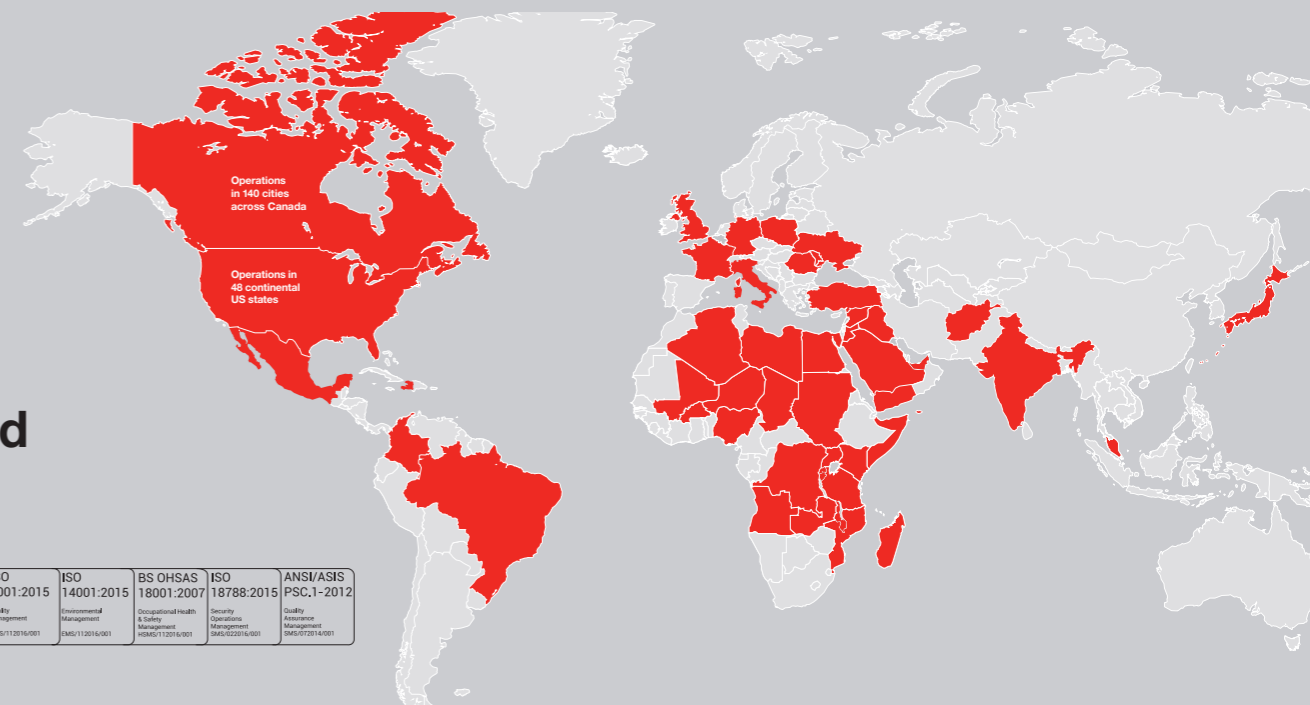 Operations
in 140 cities
across Canada
Operations in
48 continental
US states
d
ISO
14001:2015
Environmental
Management
EMS/112016/001
BS OHSAS
18001:2007
Occupational Health
& Safety
Management
HSMS/112016/001
ISO
18788:2015
Security
Operations
Management
SMS/022016/001
ANSI/ASIS
PSC.1-2012
Quality
Assurance
Management
SMS/072014/001